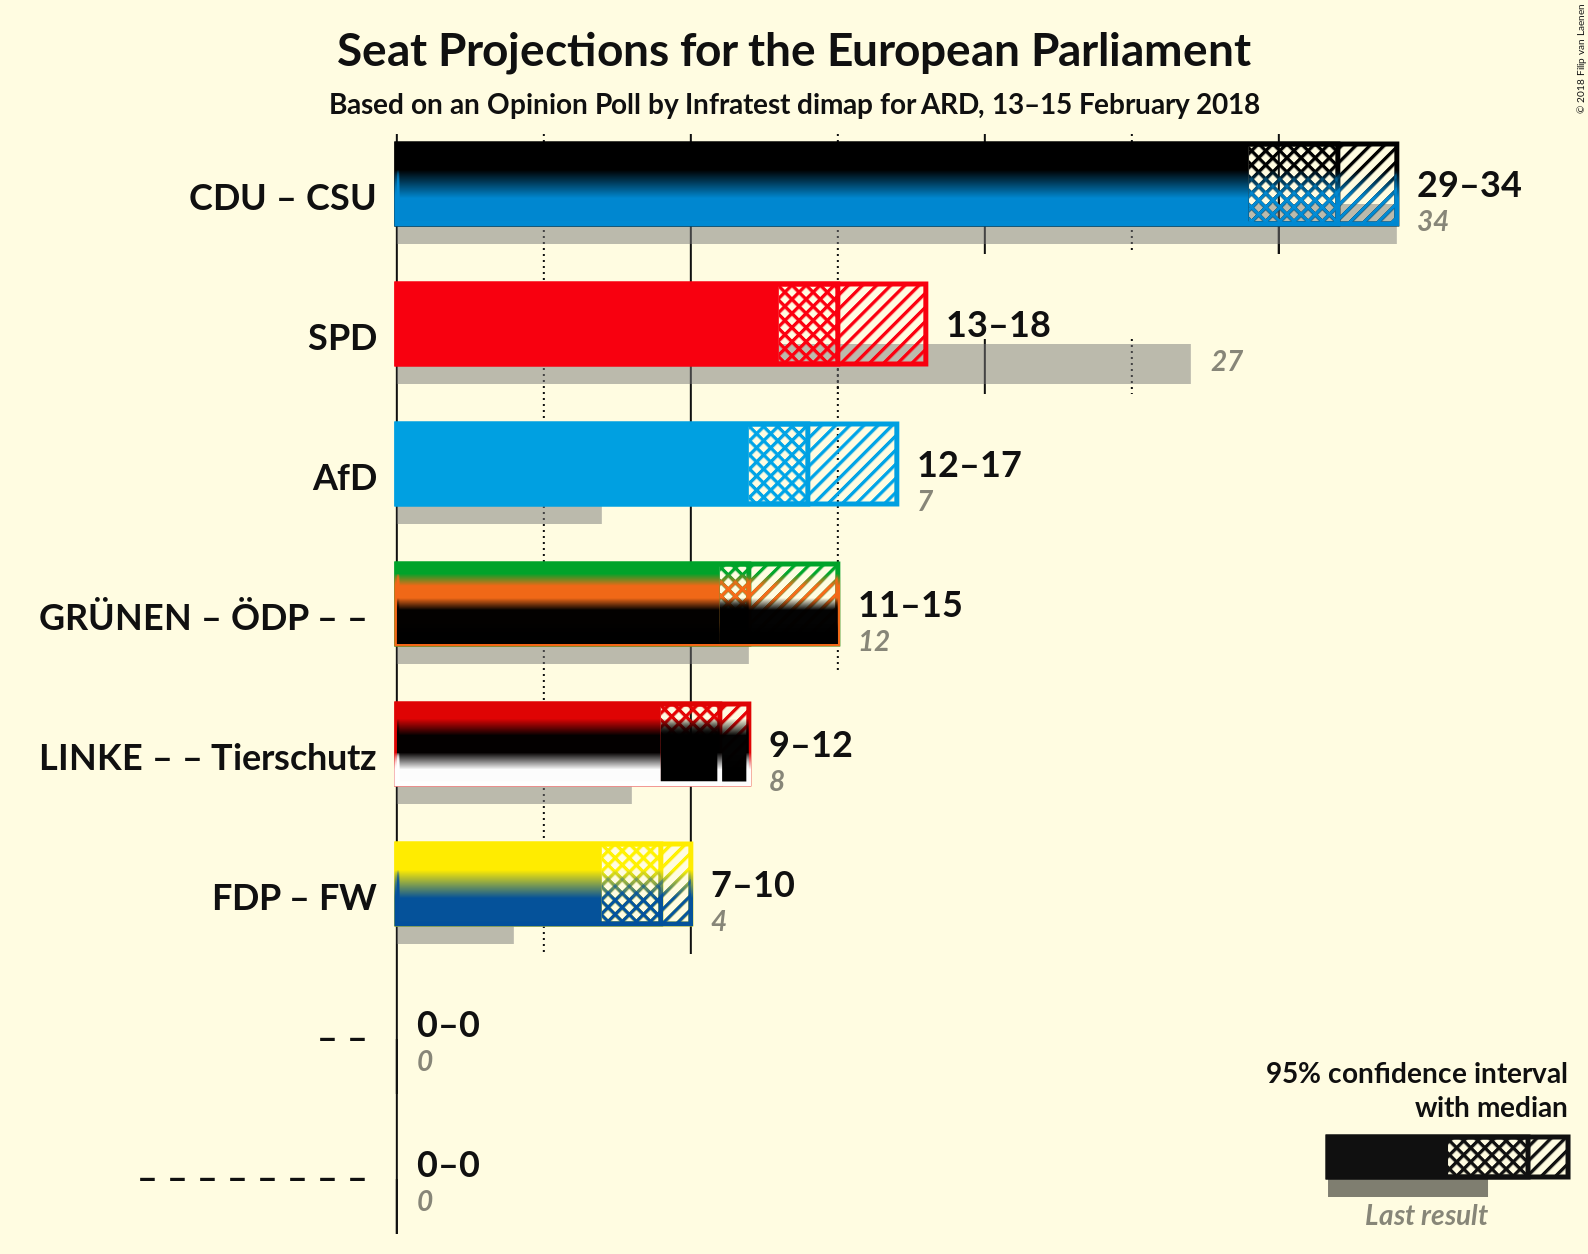 Seat Projections for the European Parliament
Based on an Opinion Poll by Infratest dimap for ARD, 13–15 February 2018
© 2018 Filip van Laenen
CDU – CSU
29–34
34
SPD
13–18
27
AfD
12–17
7
GRÜNEN – ÖDP – –
11–15
12
LINKE – – Tierschutz
9–12
8
FDP – FW
7–10
4
– –
0–0
0
– – – – – – – –
0–0
0
95% confidence interval
with median
Last result